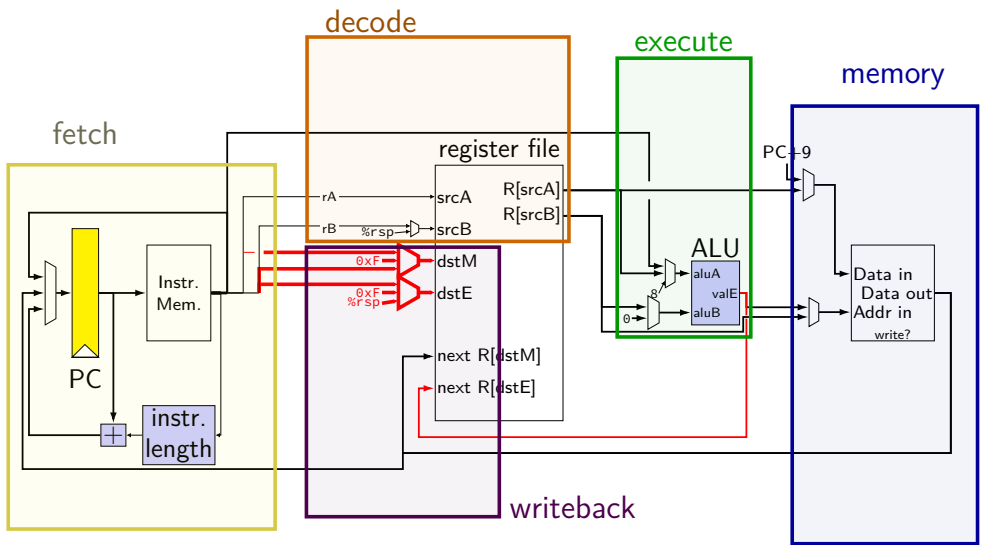 decode
execute
memory
fetch
register file
PC+9
rA
srcA
R[srcA]
rB
%rsp
srcB
R[srcB]
0xF
dstM
0xF
%rsp
dstE
next R[dstM]
next R[dstE]
Instr.
Mem.
PC
+
instr.
length
ALU
aluA
valE
aluB
8
0
Data in
Data out
Addr in
write?
writeback